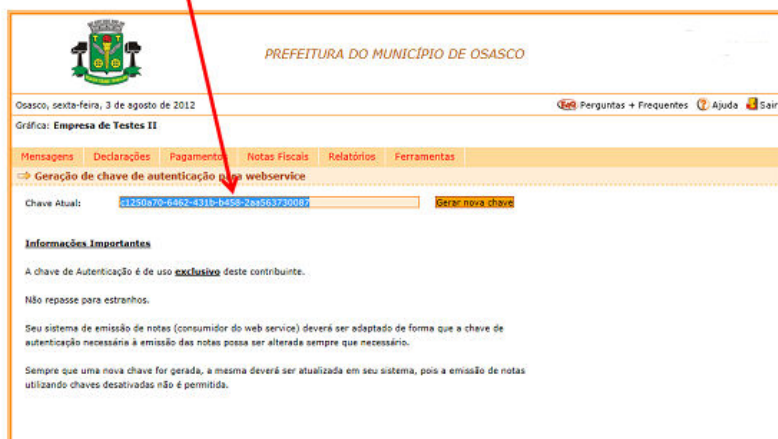 PREFEITURA DO MUNICÍPIO DE OSASCO
Osasco, sexta-feira, 3 de agosto de 2012
FAQ Perguntas + Frequentes ? Ajuda Sair
Gráfica: Empresa de Testes II
Mensagens Declarações Pagamentos Notas Fiscais Relatórios Ferramentas
Geração de chave de autenticação para webservice
Chave Atual: c1250a70-6462-431b-b458-2aa563730087 Gerar nova chave
Informações Importantes
A chave de Autenticação é de uso exclusivo deste contribuinte.
Não repasse para estranhos.
Seu sistema de emissão de notas (consumidor do web service) deverá ser adaptado de forma que a chave de
autenticação necessária à emissão das notas possa ser alterada sempre que necessário.
Sempre que uma nova chave for gerada, a mesma deverá ser atualizada em seu sistema, pois a emissão de notas
utilizando chaves desativadas não é permitida.